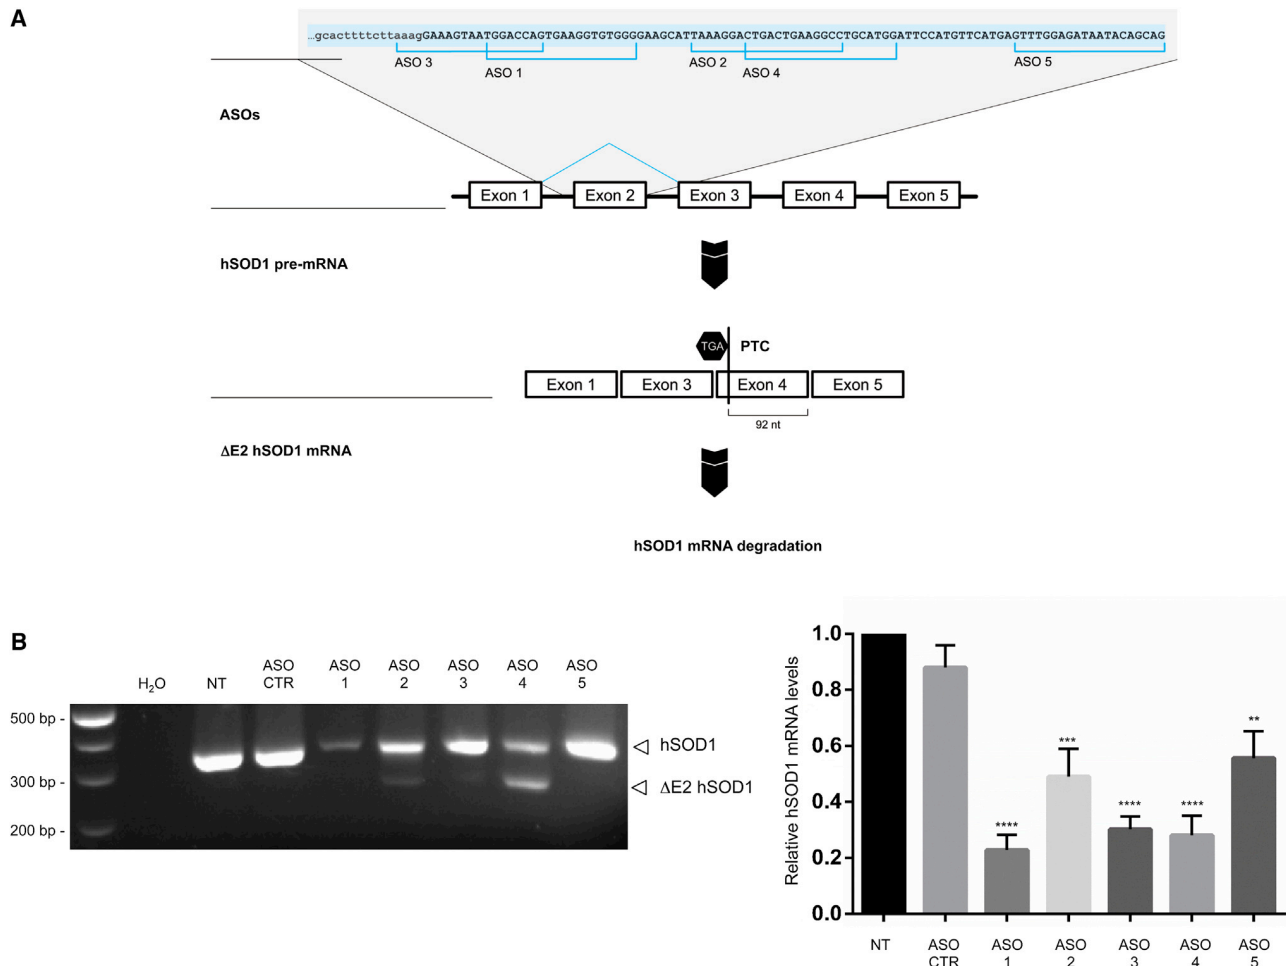 A
...gcacttttcttaaagGAAAGTAATGGACCAGTGAAGGTGTGGGGAAGCATTAAAGGACTGACTGAAGGCCTGCATGGATTCCATGTTCATGAGTTTGGAGATAATACAGCAG
ASO 3
ASO 1
ASO 2
ASO 4
ASO 5
ASOs
Exon 1
Exon 2
Exon 3
Exon 4
Exon 5
hSOD1 pre-mRNA
TGA
PTC
Exon 1
Exon 3
Exon 4
Exon 5
92 nt
ΔE2 hSOD1 mRNA
hSOD1 mRNA degradation
B
H₂O
NT
ASO CTR
ASO 1
ASO 2
ASO 3
ASO 4
ASO 5
500 bp -
300 bp -
200 bp -
hSOD1
ΔE2 hSOD1
Relative hSOD1 mRNA levels
1.0
0.8
0.6
0.4
0.2
0.0
****
***
****
****
**
NT
ASO CTR
ASO 1
ASO 2
ASO 3
ASO 4
ASO 5